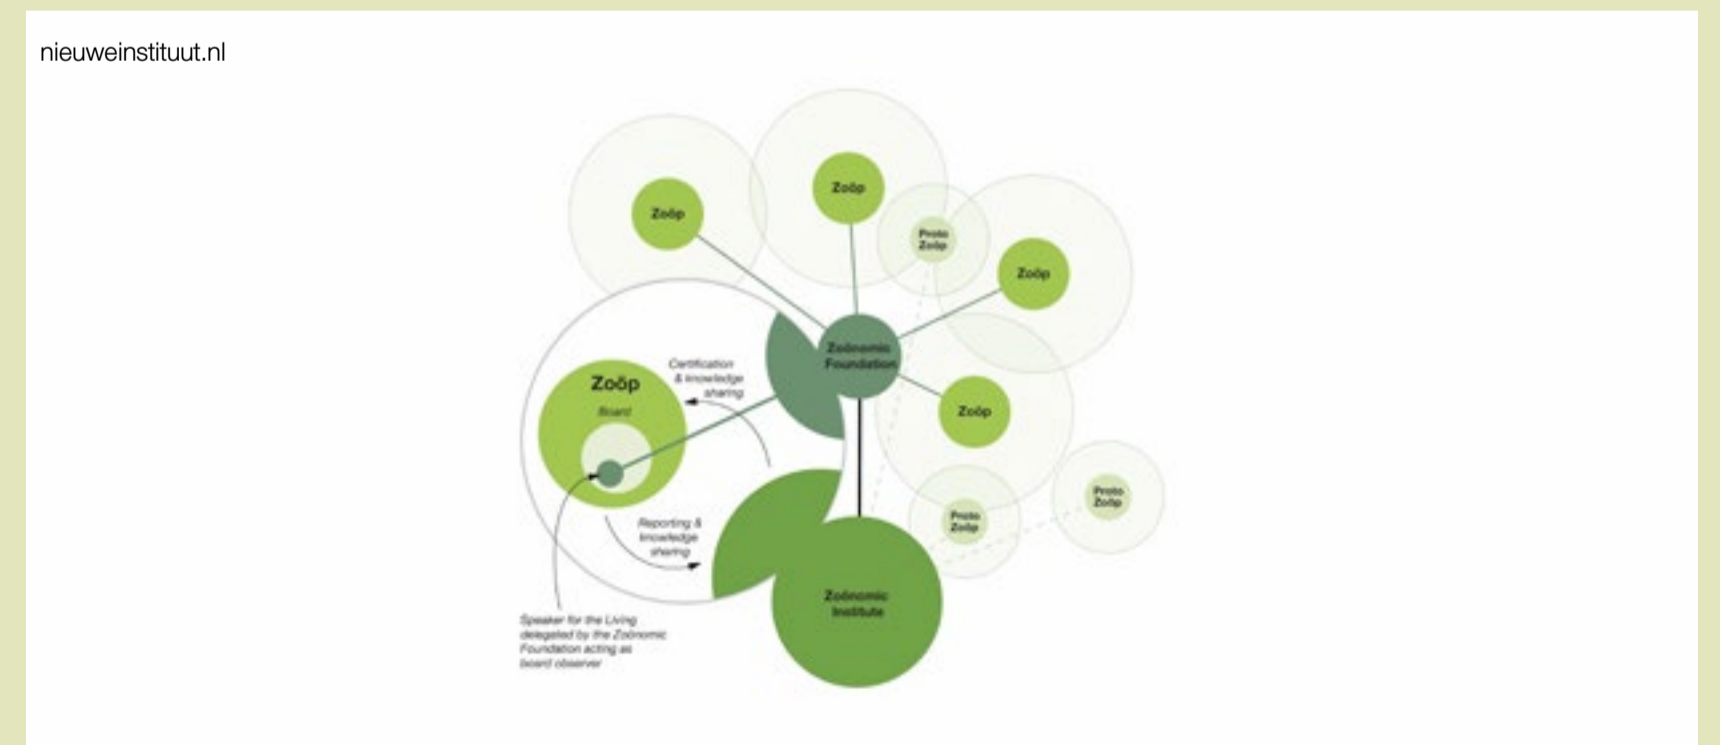 nieuweinstituut.nl
Zoöp
Zoöp
Proto
Zoöp
Zoöp
Zoönomic
Foundation
Certification
& knowledge
sharing
Zoöp
Board
Zoöp
Proto
Zoöp
Proto
Zoöp
Reporting &
knowledge
sharing
Zoönomic
Institute
Speaker for the Living
delegated by the Zoönomic
Foundation acting as
board observer